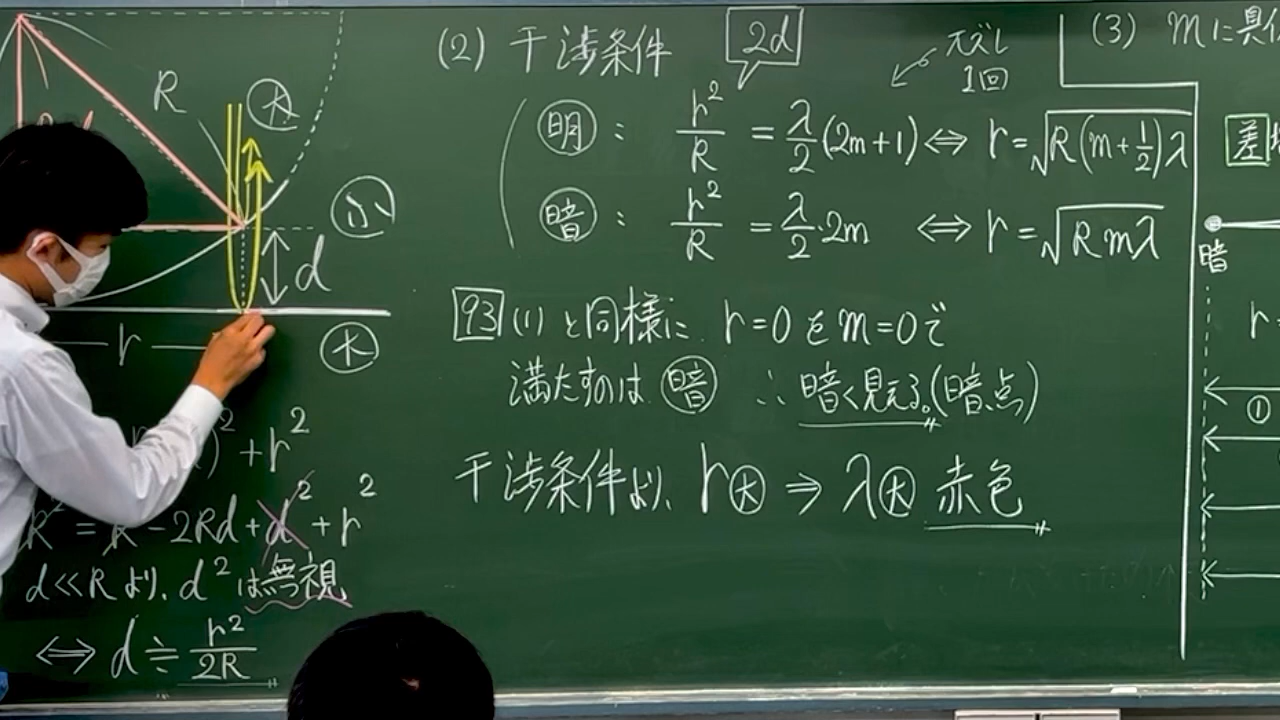 R
大
小
d
大
r
)² + r²
R² = R² - 2Rd + d² + r²
d ≪ R より, d² は無視
⇔ d ≒ r²/2R
(2) 干渉条件
2d
πズレ
1回
明 : r²/R = λ/2 (2m+1) ⇔ r = √R(m+1/2)λ
暗 : r²/R = λ/2・2m ⇔ r = √Rmλ
93 (1) と同様に r=0 を m=0で
満たすのは 暗 ∴ 暗く見える。(暗点)
干渉条件より, r大 ⇒ λ大 赤色
(3) mに具
差
暗
r
①